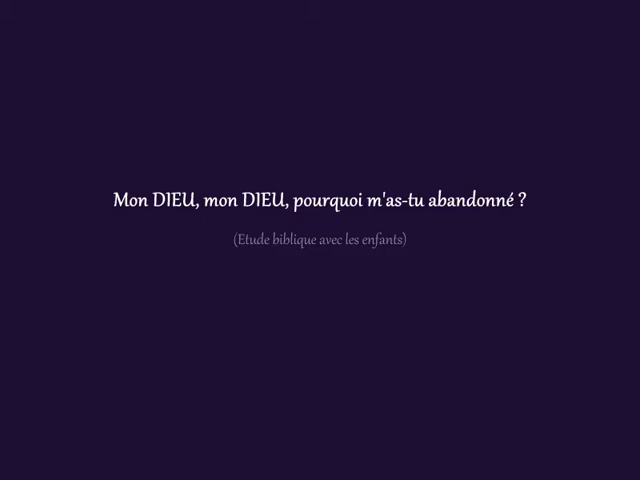 Mon DIEU, mon DIEU, pourquoi m'as-tu abandonné ?
(Etude biblique avec les enfants)